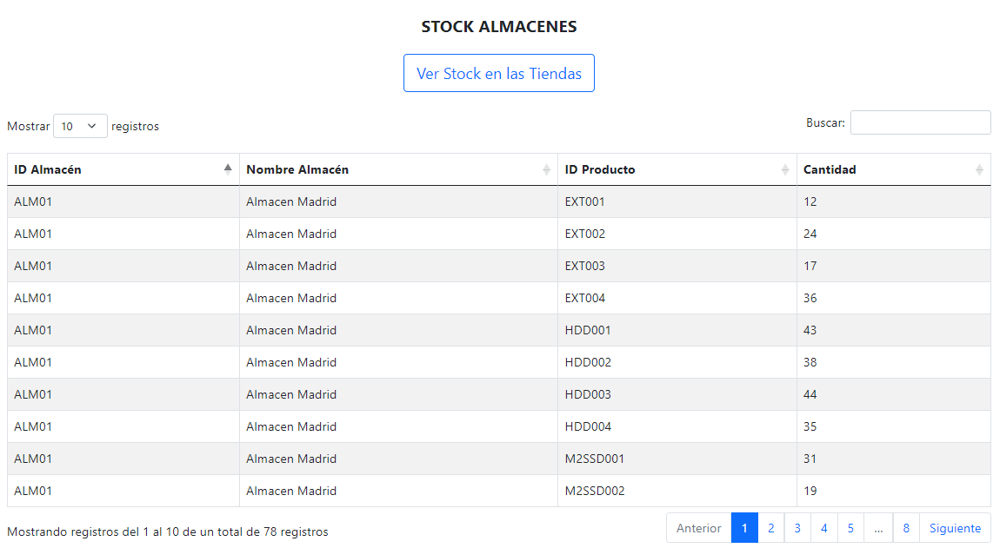 STOCK ALMACENES
Ver Stock en las Tiendas
Mostrar 10 registros Buscar:
ID Almacén Nombre Almacén ID Producto Cantidad
ALM01 Almacen Madrid EXT001 12
ALM01 Almacen Madrid EXT002 24
ALM01 Almacen Madrid EXT003 17
ALM01 Almacen Madrid EXT004 36
ALM01 Almacen Madrid HDD001 43
ALM01 Almacen Madrid HDD002 38
ALM01 Almacen Madrid HDD003 44
ALM01 Almacen Madrid HDD004 35
ALM01 Almacen Madrid M2SSD001 31
ALM01 Almacen Madrid M2SSD002 19
Mostrando registros del 1 al 10 de un total de 78 registros Anterior 1 2 3 4 5 ... 8 Siguiente